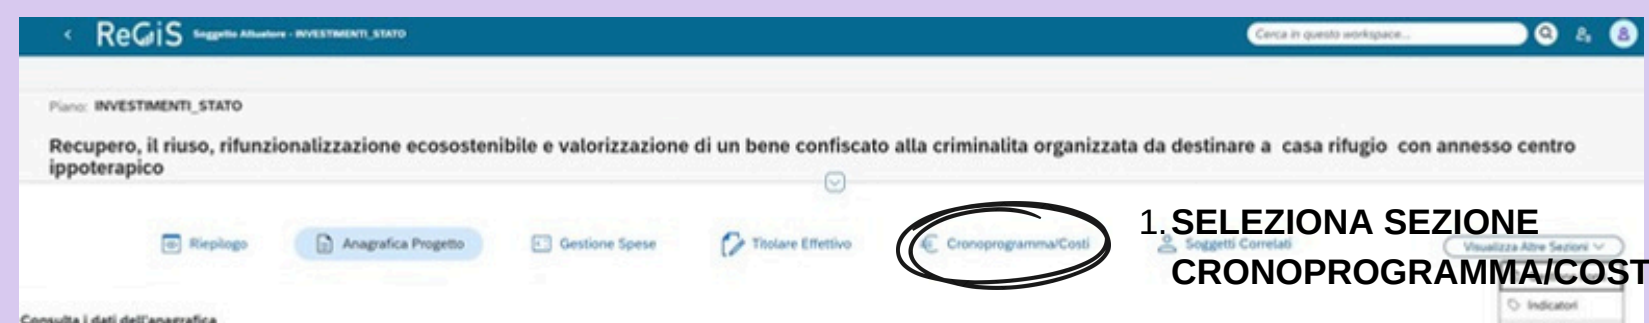 ReGiS Soggetto Attuatore - INVESTIMENTI_STATO
Cerca in questo workspace...
Piano: INVESTIMENTI_STATO
Recupero, il riuso, rifunzionalizzazione ecosostenibile e valorizzazione di un bene confiscato alla criminalita organizzata da destinare a casa rifugio con annesso centro
ippoterapico
Riepilogo
Anagrafica Progetto
Gestione Spese
Titolare Effettivo
Cronoprogramma/Costi
Soggetti Correlati
Visualizza Altre Sezioni
1. SELEZIONA SEZIONE
CRONOPROGRAMMA/COST
Indicatori
Consulta i dati dell'anagrafica